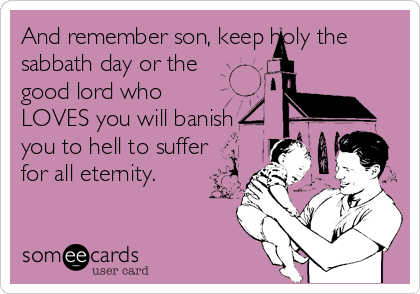 And remember son, keep holy the
sabbath day or the
good lord who
LOVES you will banish
you to hell to suffer
for all eternity.
someecards
user card